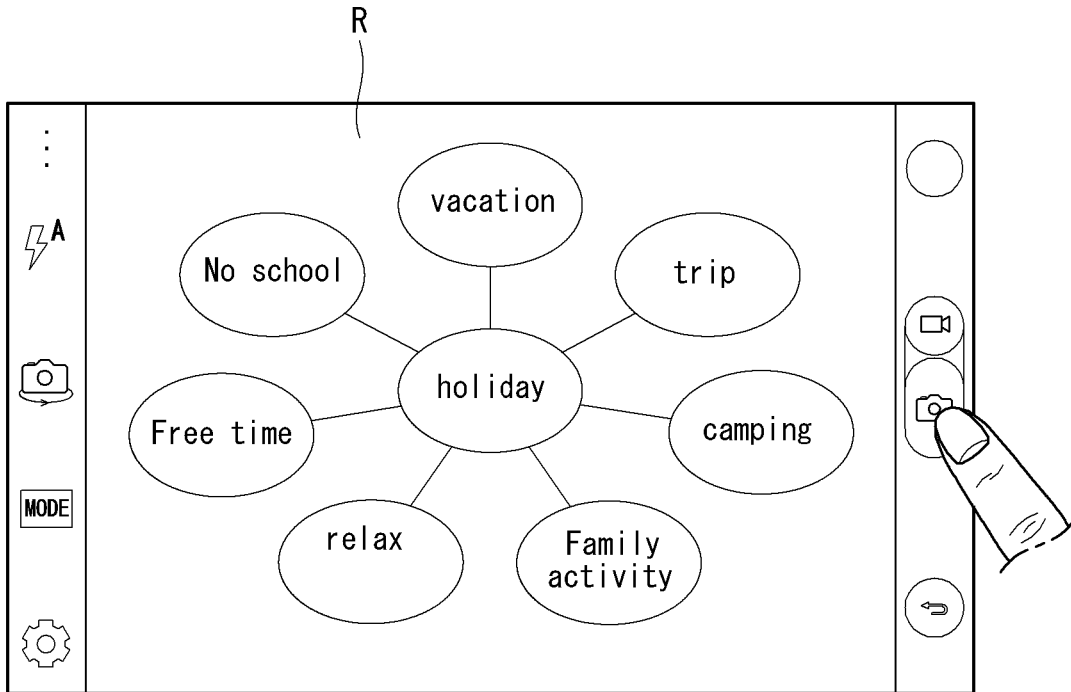 R
A
MODE
vacation
No school
trip
holiday
Free time
camping
relax
Family
activity